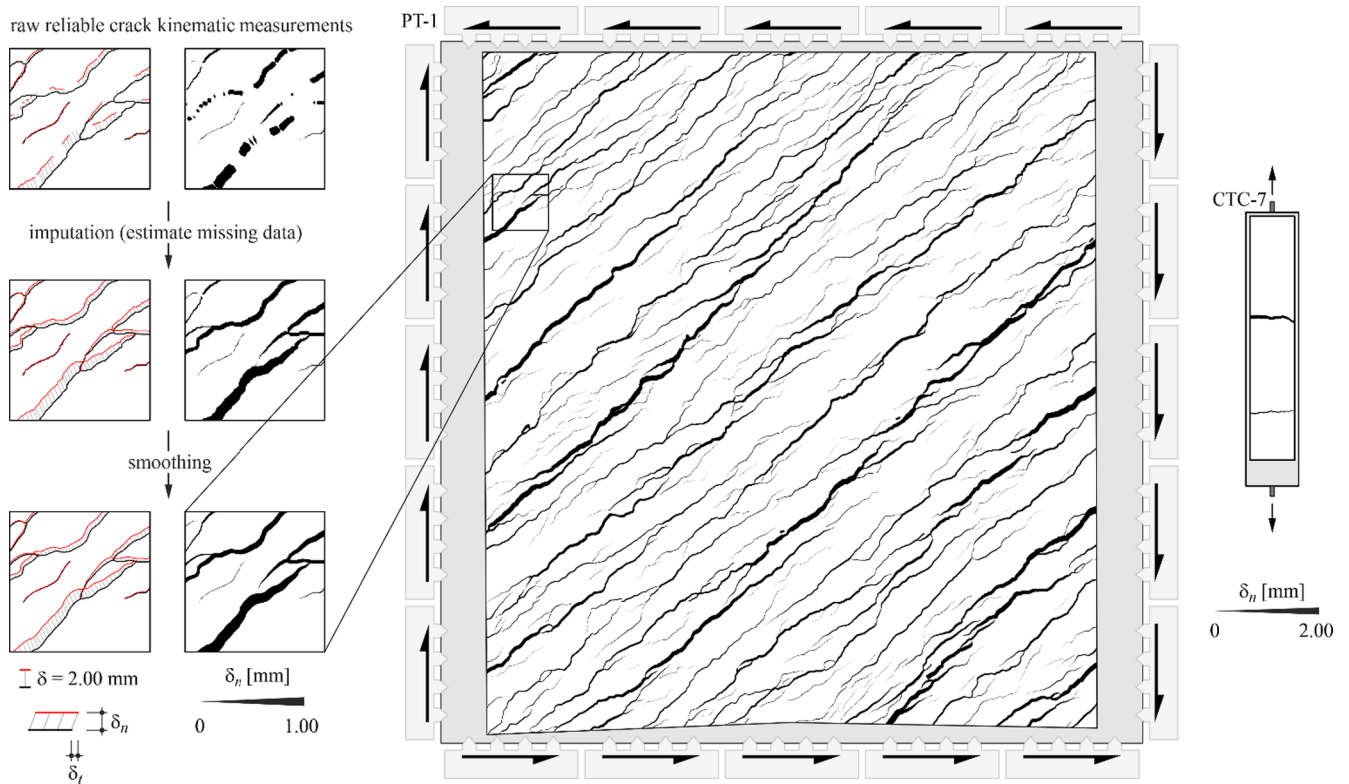 raw reliable crack kinematic measurements
imputation (estimate missing data)
smoothing
δ = 2.00 mm
δn
δt
δn [mm]
0 1.00
PT-1
CTC-7
δn [mm]
0 2.00